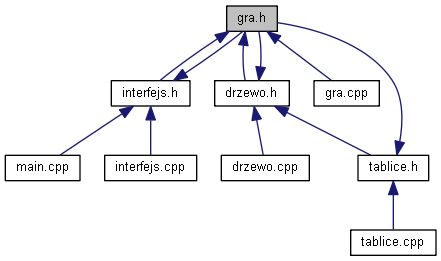 gra.h
interfejs.h
drzewo.h
gra.cpp
main.cpp
interfejs.cpp
drzewo.cpp
tablice.h
tablice.cpp